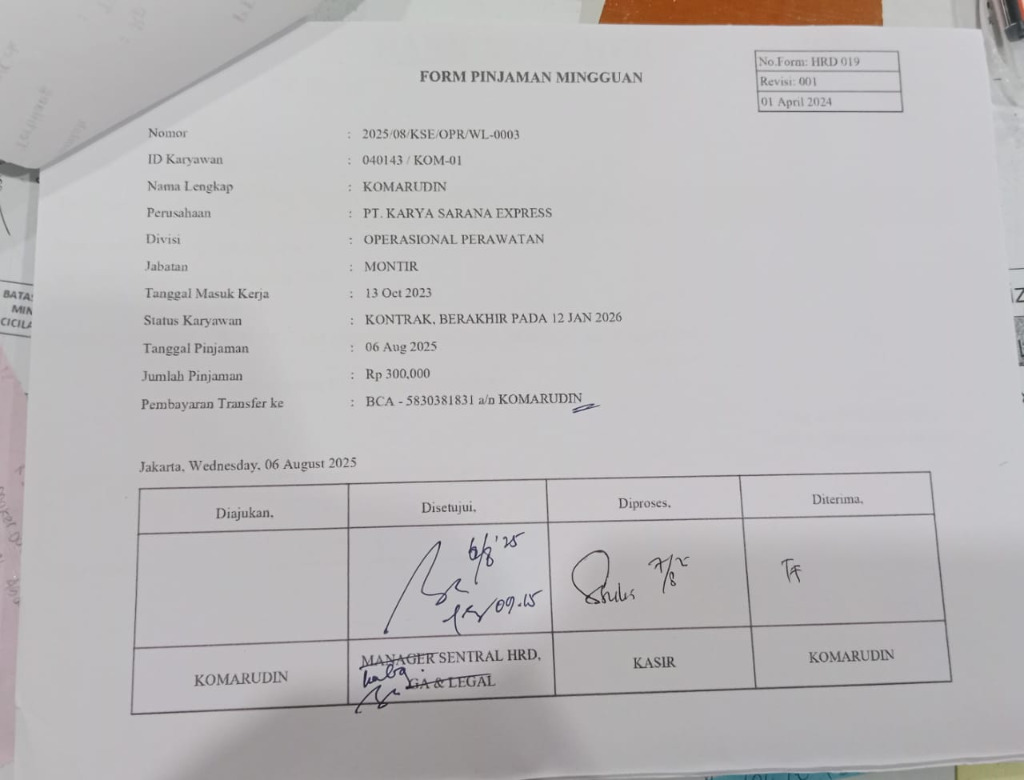 FORM PINJAMAN MINGGUAN
No.Form: HRD 019
Revisi: 001
01 April 2024
Nomor : 2025/08/KSE/OPR/WL-0003
ID Karyawan : 040143 / KOM-01
Nama Lengkap : KOMARUDIN
Perusahaan : PT. KARYA SARANA EXPRESS
Divisi : OPERASIONAL PERAWATAN
Jabatan : MONTIR
Tanggal Masuk Kerja : 13 Oct 2023
Status Karyawan : KONTRAK, BERAKHIR PADA 12 JAN 2026
Tanggal Pinjaman : 06 Aug 2025
Jumlah Pinjaman : Rp 300,000
Pembayaran Transfer ke : BCA - 5830381831 a/n KOMARUDIN
Jakarta, Wednesday, 06 August 2025
Diajukan, Disetujui, Diproses, Diterima,
6/8'25 7/8 TF
09.15
KOMARUDIN MANAGER SENTRAL HRD, KASIR KOMARUDIN
GA & LEGAL
BATAS
MIN
CICILA